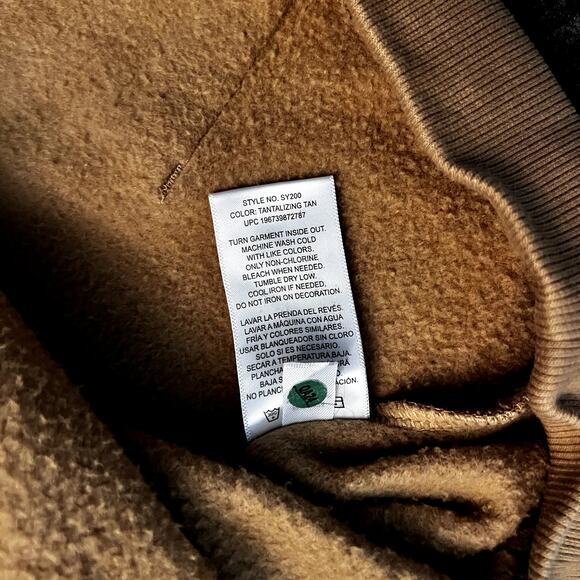 STYLE NO. SY200
COLOR: TANTALIZING TAN
UPC 196739872787
TURN GARMENT INSIDE OUT.
MACHINE WASH COLD
WITH LIKE COLORS.
ONLY NON-CHLORINE
BLEACH WHEN NEEDED.
TUMBLE DRY LOW.
COOL IRON IF NEEDED.
DO NOT IRON ON DECORATION.
LAVAR LA PRENDA DEL REVÉS.
LAVAR A MÁQUINA CON AGUA
FRÍA Y COLORES SIMILARES.
USAR BLANQUEADOR SIN CLORO
SOLO SI ES NECESARIO.
SECAR A TEMPERATURA BAJA.
PLANCHA
BAJA
NO